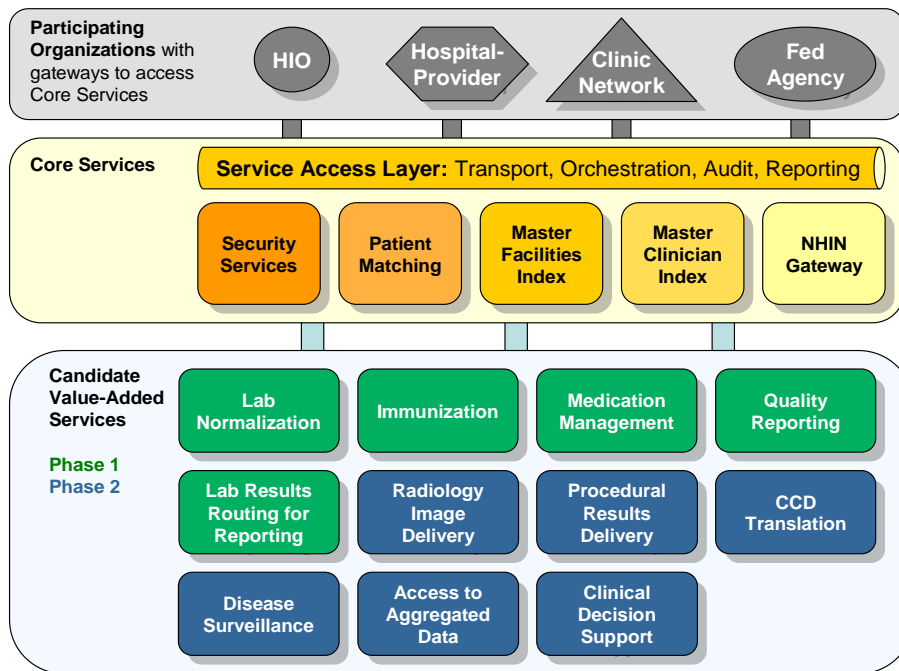 Participating
Organizations with
gateways to access
Core Services
HIO
Hospital-
Provider
Clinic
Network
Fed
Agency
Core Services
Service Access Layer: Transport, Orchestration, Audit, Reporting
Security
Services
Patient
Matching
Master
Facilities
Index
Master
Clinician
Index
NHIN
Gateway
Candidate
Value-Added
Services
Phase 1
Phase 2
Lab
Normalization
Immunization
Medication
Management
Quality
Reporting
Lab Results
Routing for
Reporting
Radiology
Image
Delivery
Procedural
Results
Delivery
CCD
Translation
Disease
Surveillance
Access to
Aggregated
Data
Clinical
Decision
Support